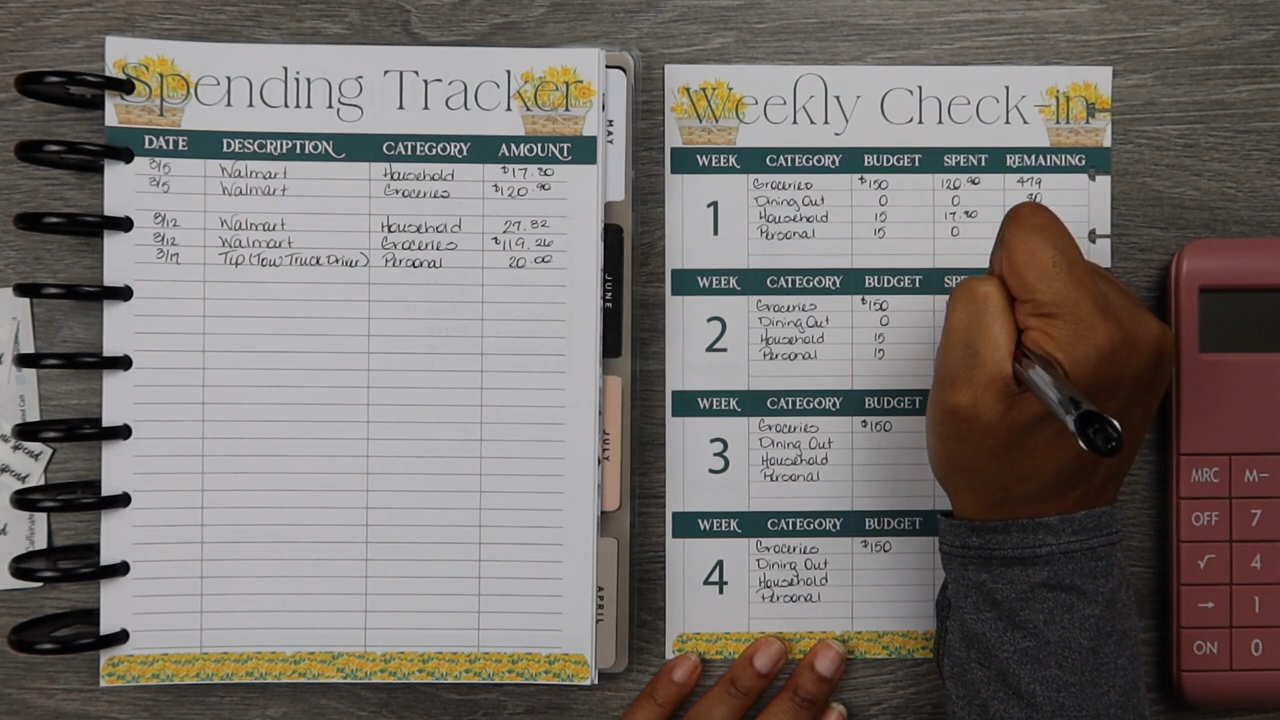 Spending Tracker
DATE DESCRIPTION CATEGORY AMOUNT
3/5 Walmart Household $17.80
3/5 Walmart Groceries $120.90
3/12 Walmart Household 27.82
3/12 Walmart Groceries $119.26
3/17 Tip (Tow Truck Driver) Personal 20.00
MAY
JUNE
JULY
APRIL
Weekly Check-in
WEEK CATEGORY BUDGET SPENT REMAINING
1
Groceries $150 120.90 479
Dining Out 0 0
Household 15 17.80
Personal 15 0
WEEK CATEGORY BUDGET
2
Groceries $150
Dining Out 0
Household 15
Personal 15
WEEK CATEGORY BUDGET
3
Groceries $150
Dining Out
Household
Personal
WEEK CATEGORY BUDGET
4
Groceries $150
Dining Out
Household
Personal
MRC M-
OFF 7
√ 4
→ 1
ON 0
spend
spend